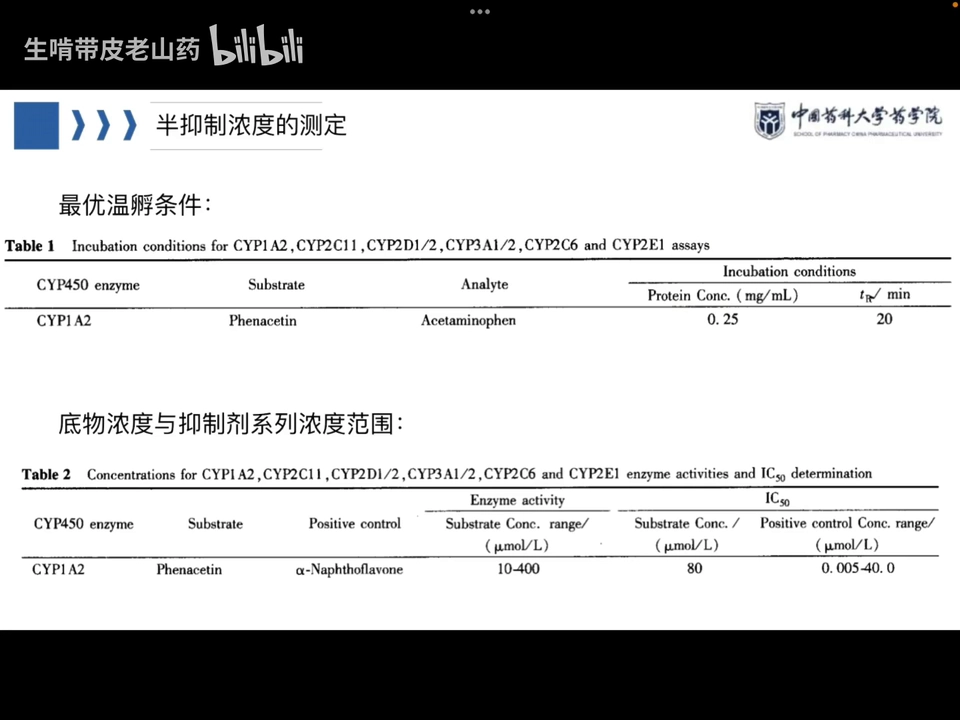 生啃带皮老山药 bilibili
半抑制浓度的测定
中国药科大学药学院
SCHOOL OF PHARMACY CHINA PHARMACEUTICAL UNIVERSITY
最优温孵条件：
Table 1 Incubation conditions for CYP1A2,CYP2C11,CYP2D1/2,CYP3A1/2,CYP2C6 and CYP2E1 assays
CYP450 enzyme Substrate Analyte Incubation conditions
Protein Conc. (mg/mL) tR/ min
CYP1A2 Phenacetin Acetaminophen 0. 25 20
底物浓度与抑制剂系列浓度范围：
Table 2 Concentrations for CYP1A2,CYP2C11,CYP2D1/2,CYP3A1/2,CYP2C6 and CYP2E1 enzyme activities and IC50 determination
Enzyme activity IC50
CYP450 enzyme Substrate Positive control Substrate Conc. range/ Substrate Conc. / Positive control Conc. range/
(μmol/L) (μmol/L) (μmol/L)
CYP1A2 Phenacetin α-Naphthoflavone 10-400 80 0. 005-40. 0